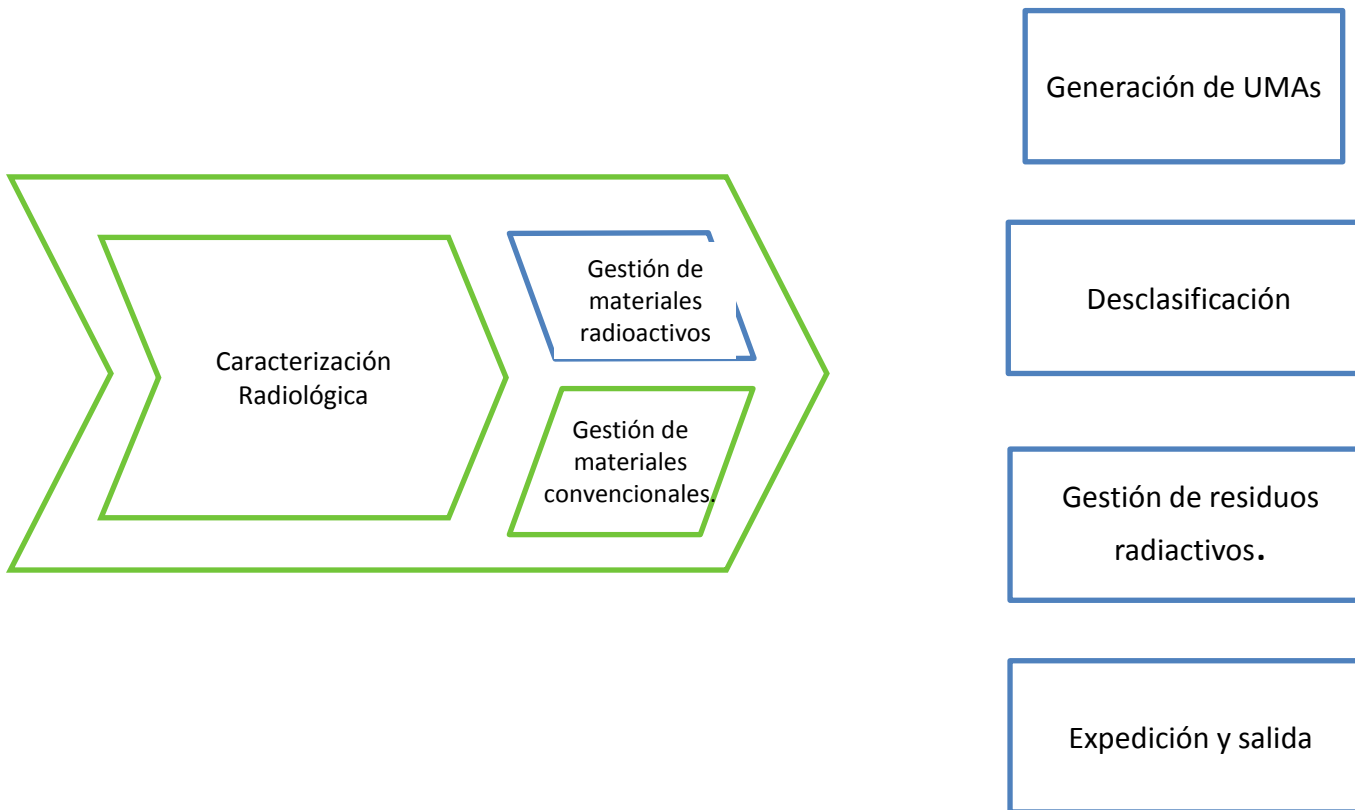 Caracterización
Radiológica
Gestión de
materiales
radioactivos
Gestión de
materiales
convencionales.
Generación de UMAs
Desclasificación
Gestión de residuos
radiactivos.
Expedición y salida